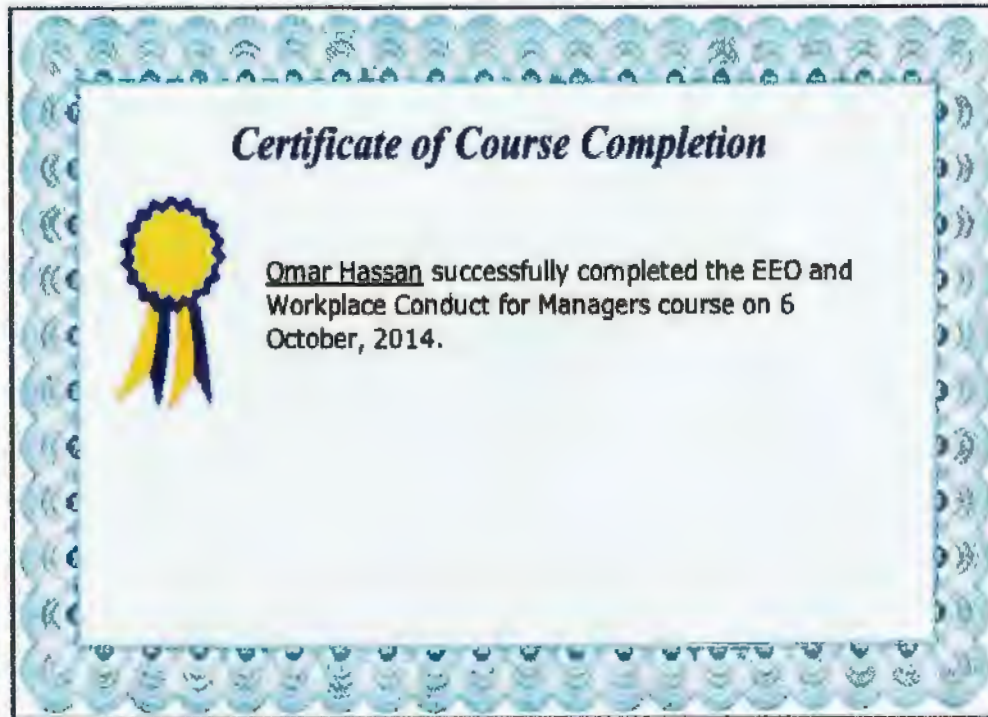 Certificate of Course Completion
Omar Hassan successfully completed the EEO and
Workplace Conduct for Managers course on 6
October, 2014.